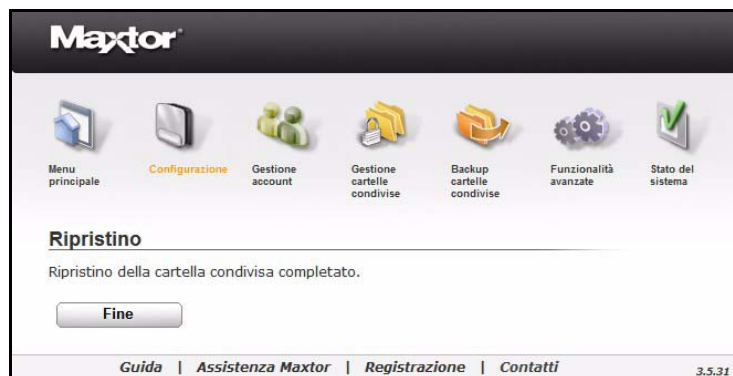 Maxtor
Menu principale
Configurazione
Gestione account
Gestione cartelle condivise
Backup cartelle condivise
Funzionalità avanzate
Stato del sistema
Ripristino
Ripristino della cartella condivisa completato.
Fine
Guida | Assistenza Maxtor | Registrazione | Contatti
3.5.31